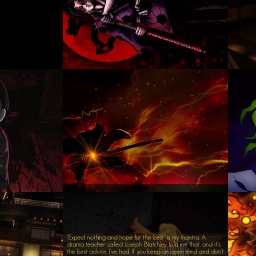 "Expect nothing and hope for the best' is my mantra. A
drama teacher called Joseph Blatchley told me that, and it's
the best advice I've had. If you keep an open mind and don't